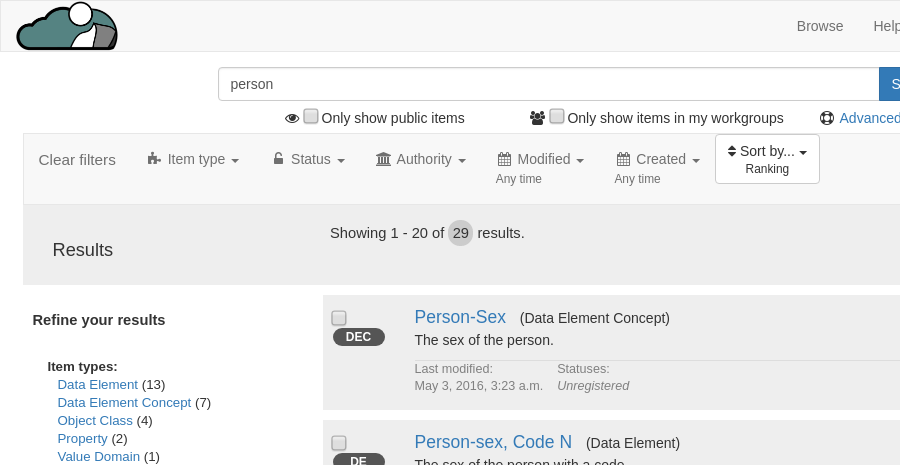 Browse Help
person
S
Only show public items Only show items in my workgroups Advanced
Clear filters Item type Status Authority Modified Created Sort by...
Any time Any time Ranking
Showing 1 - 20 of 29 results.
Results
Refine your results
Item types:
Data Element (13)
Data Element Concept (7)
Object Class (4)
Property (2)
Value Domain (1)
DEC
Person-Sex (Data Element Concept)
The sex of the person.
Last modified: Statuses:
May 3, 2016, 3:23 a.m. Unregistered
DE
Person-sex, Code N (Data Element)
The sex of the person with a code.